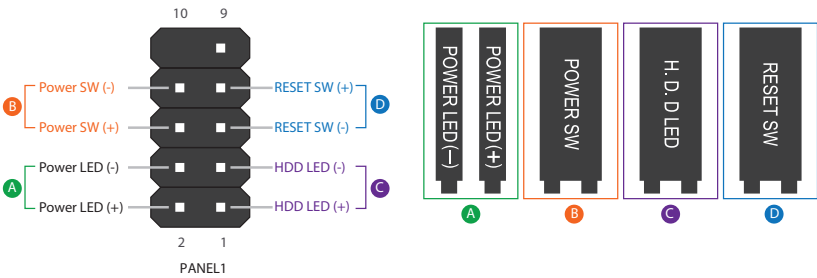 10 9
Power SW (-) RESET SW (+)
B D
Power SW (+) RESET SW (-)
Power LED (-) HDD LED (-)
A C
Power LED (+) HDD LED (+)
2 1
PANEL1
POWER LED(−)
POWER LED(+)
POWER SW
H. D. D LED
RESET SW
A B C D